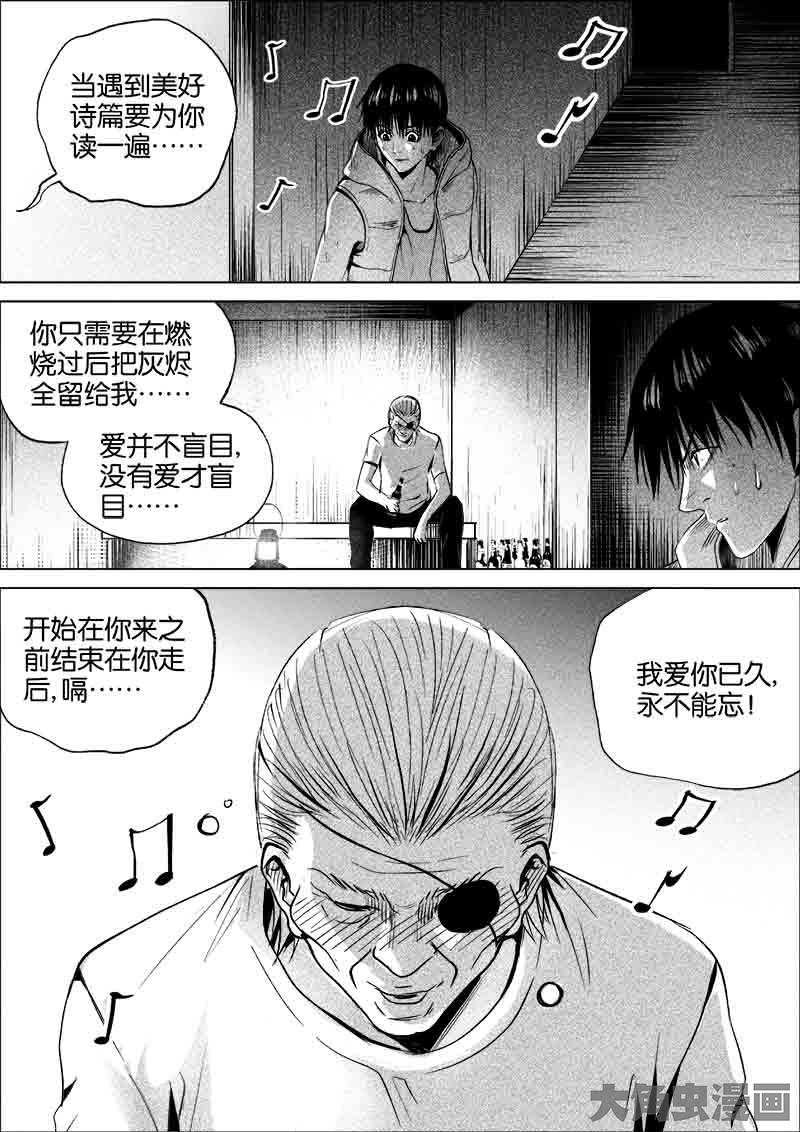 当遇到美好
诗篇要为你
读一遍……
你只需要在燃
烧过后把灰烬
全留给我……
爱并不盲目，
没有爱才盲
目……
开始在你来之
前结束在你走
后，嗝……
我爱你已久，
永不能忘！
大角虫漫画